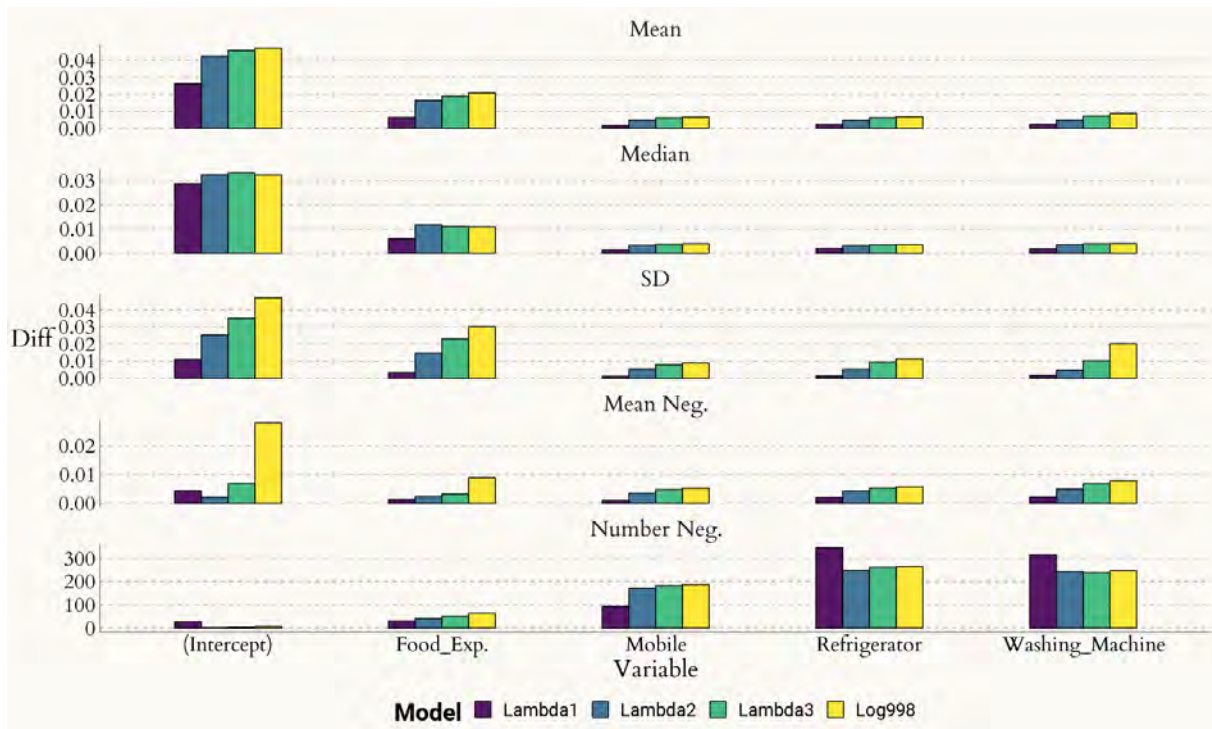 Mean
0.04
0.03
0.02
0.01
0.00
Median
0.03
0.02
0.01
0.00
SD
0.04
0.03
0.02
0.01
0.00
Diff
Mean Neg.
0.02
0.01
0.00
Number Neg.
300
200
100
0
(Intercept) Food_Exp. Mobile Refrigerator Washing_Machine
Variable
Model Lambda1 Lambda2 Lambda3 Log998